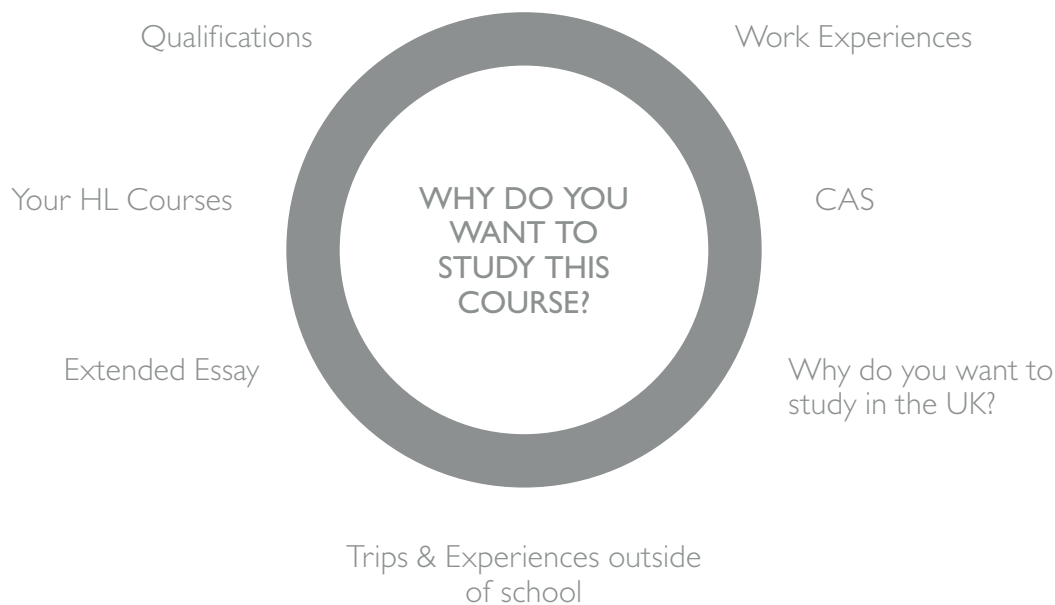 Qualifications
Work Experiences
Your HL Courses
CAS
WHY DO YOU
WANT TO
STUDY THIS
COURSE?
Extended Essay
Why do you want to
study in the UK?
Trips & Experiences outside
of school